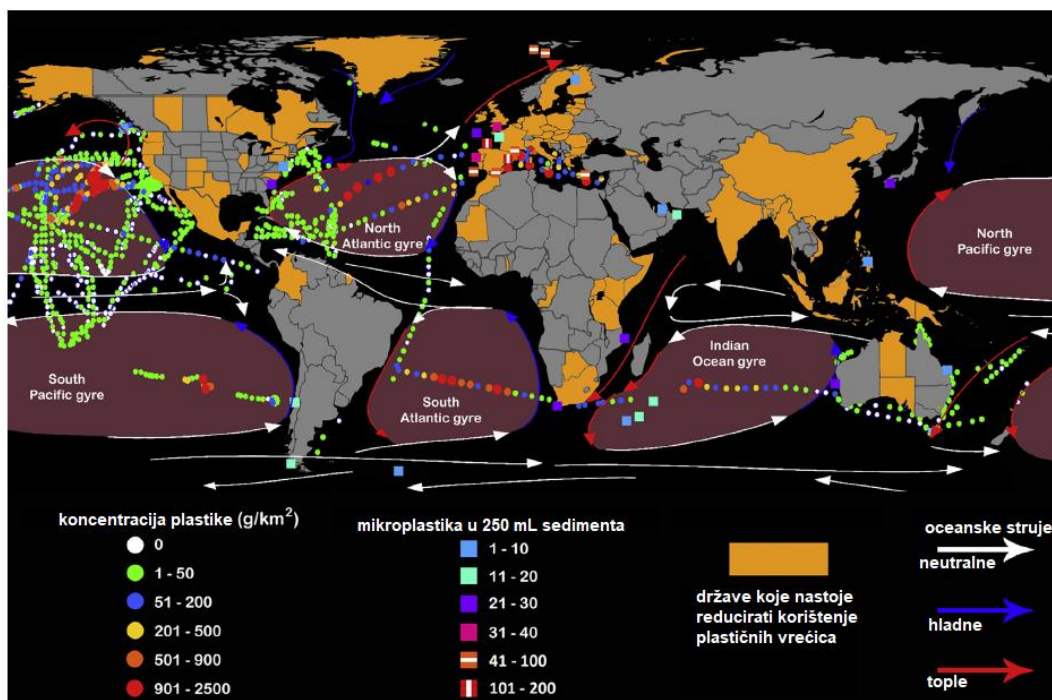 North
Atlantic gyre
North
Pacific gyre
Indian
Ocean gyre
South
Pacific gyre
South
Atlantic gyre
koncentracija plastike (g/km²)
0
1 - 50
51 - 200
201 - 500
501 - 900
901 - 2500
mikroplastika u 250 mL sedimenta
1 - 10
11 - 20
21 - 30
31 - 40
41 - 100
101 - 200
države koje nastoje
reducirati korištenje
plastičnih vrećica
oceanske struje
neutralne
hladne
tople